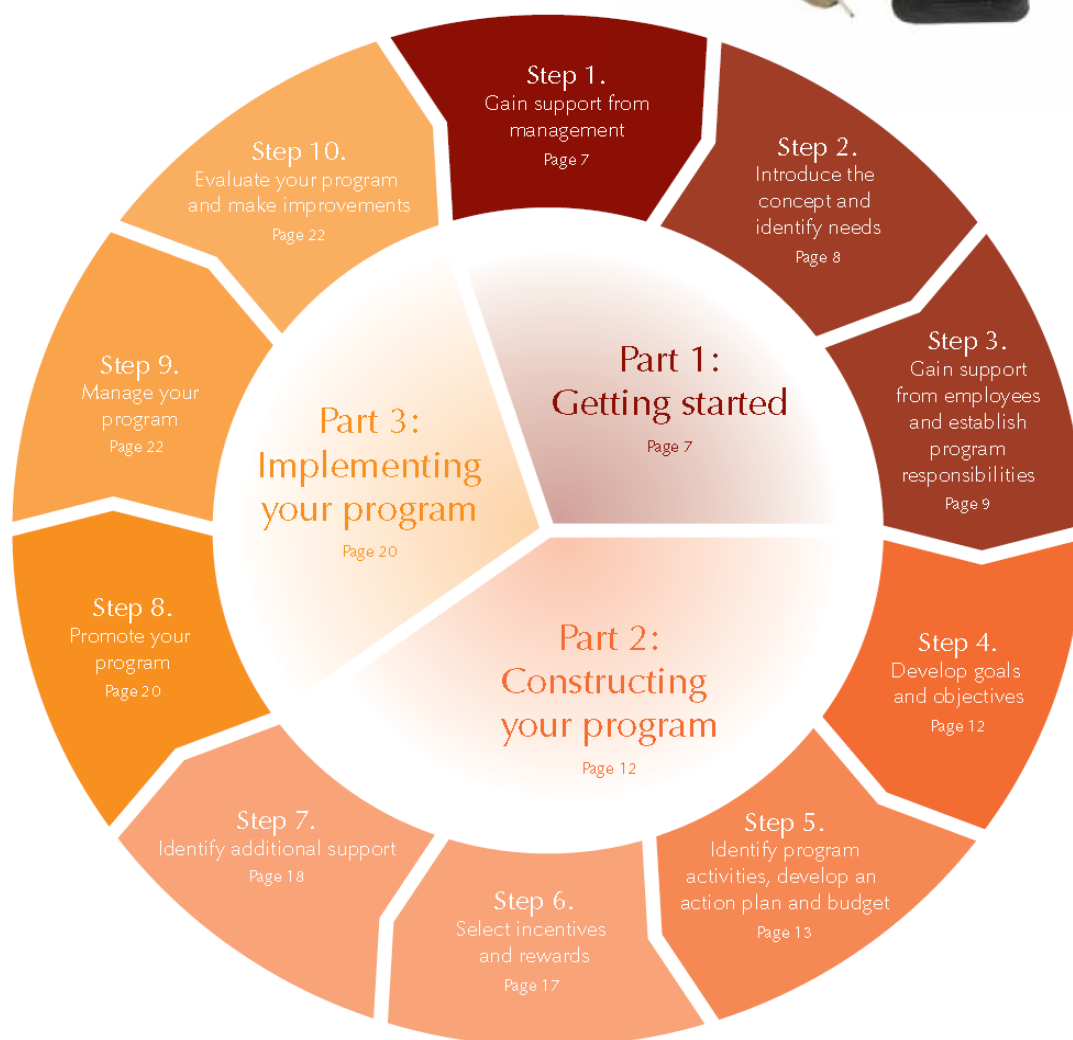 Step 1.
Gain support from
management
Page 7
Step 2.
Introduce the
concept and
identify needs
Page 8
Step 3.
Gain support
from employees
and establish
program
responsibilities
Page 9
Step 4.
Develop goals
and objectives
Page 12
Step 5.
Identify program
activities, develop an
action plan and budget
Page 13
Step 6.
Select incentives
and rewards
Page 17
Step 7.
Identify additional support
Page 18
Step 8.
Promote your
program
Page 20
Step 9.
Manage your
program
Page 22
Step 10.
Evaluate your program
and make improvements
Page 22
Part 1:
Getting started
Page 7
Part 2:
Constructing
your program
Page 12
Part 3:
Implementing
your program
Page 20